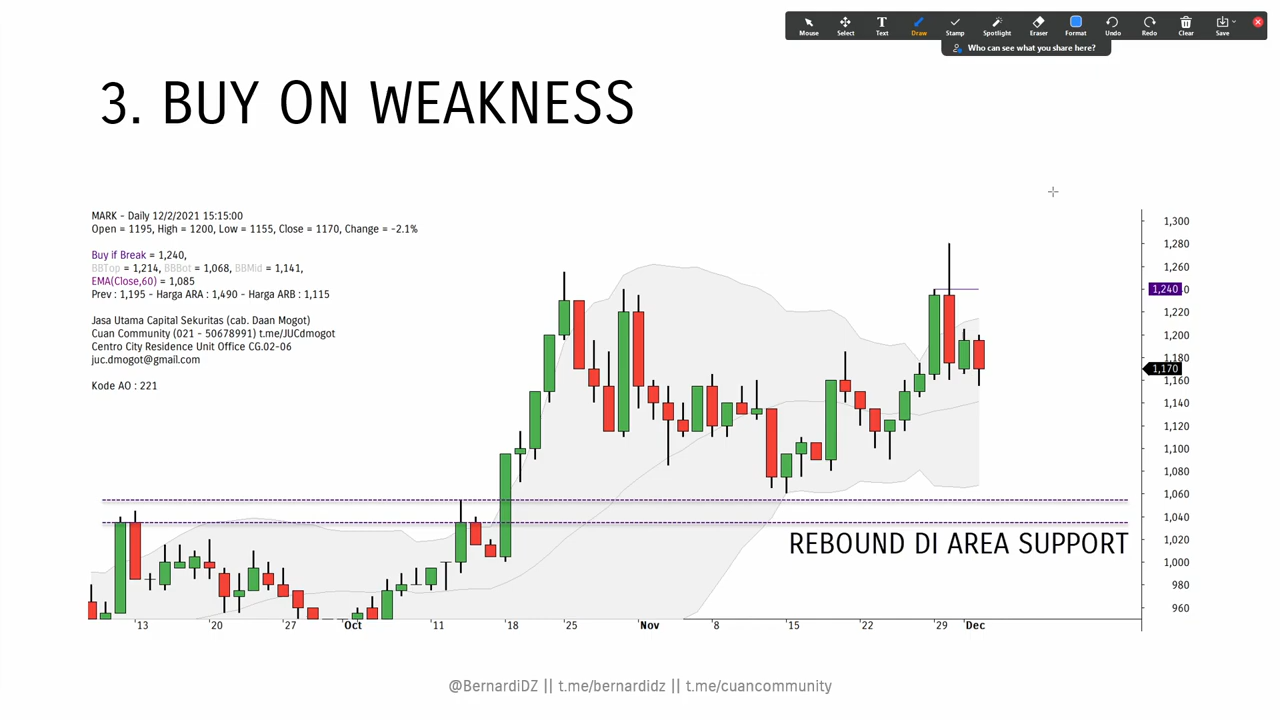 Mouse Select Text Draw Stamp Spotlight Eraser Format Undo Redo Clear Save
Who can see what you share here?
3. BUY ON WEAKNESS
MARK - Daily 12/2/2021 15:15:00
Open = 1195, High = 1200, Low = 1155, Close = 1170, Change = -2.1%
Buy if Break = 1,240,
BBTop = 1,214, BBBot = 1,068, BBMid = 1,141,
EMA(Close,60) = 1,085
Prev : 1,195 - Harga ARA : 1,490 - Harga ARB : 1,115
Jasa Utama Capital Sekuritas (cab. Daan Mogot)
Cuan Community (021 - 50678991) t.me/JUCdmogot
Centro City Residence Unit Office CG.02-06
juc.dmogot@gmail.com
Kode AO : 221
1,300
1,280
1,260
1,240
1,220
1,200
1,180
1,170
1,160
1,140
1,120
1,100
1,080
1,060
1,040
1,020
1,000
980
960
REBOUND DI AREA SUPPORT
13 20 27 Oct 11 18 25 Nov 8 15 22 29 Dec
@BernardiDZ || t.me/bernardidz || t.me/cuancommunity